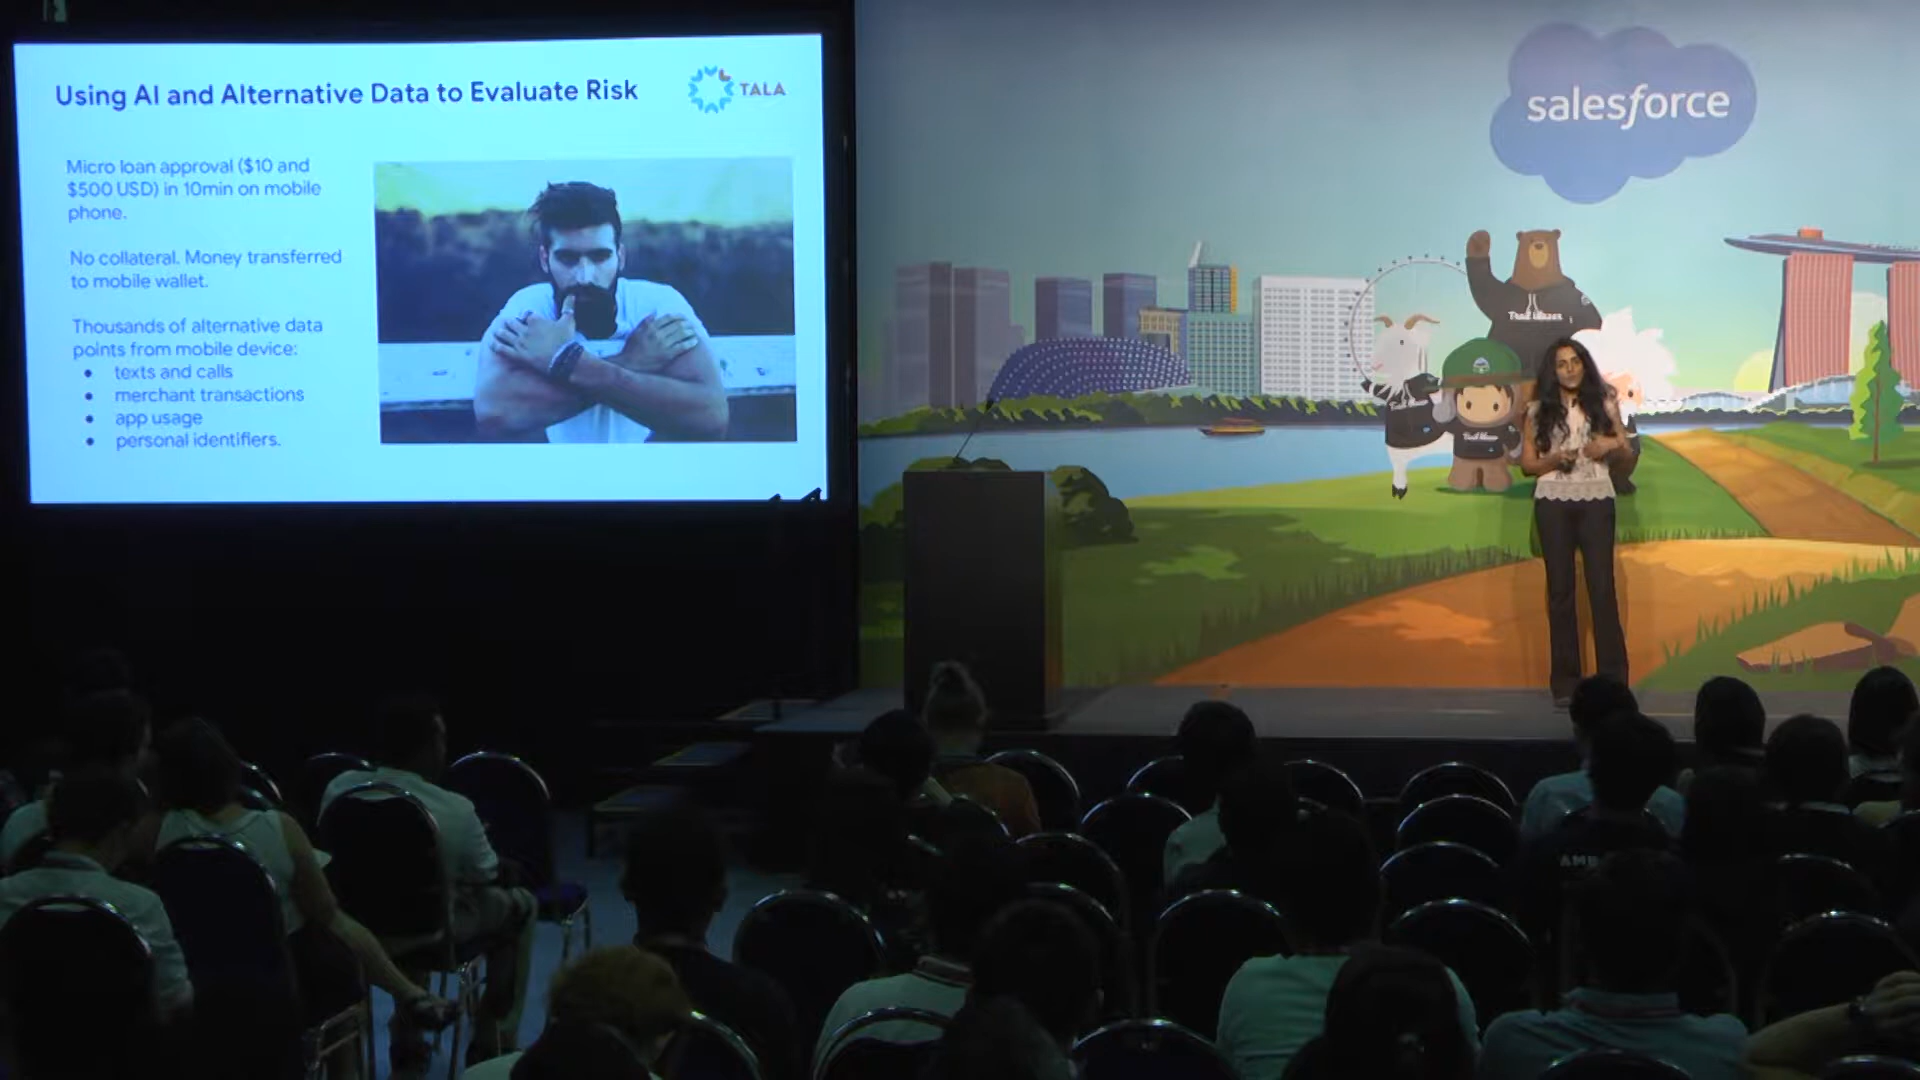 Using AI and Alternative Data to Evaluate Risk
TALA
Micro loan approval ($10 and
$500 USD) in 10min on mobile
phone.
No collateral. Money transferred
to mobile wallet.
Thousands of alternative data
points from mobile device:
• texts and calls
• merchant transactions
• app usage
• personal identifiers.
salesforce
Trailblazer